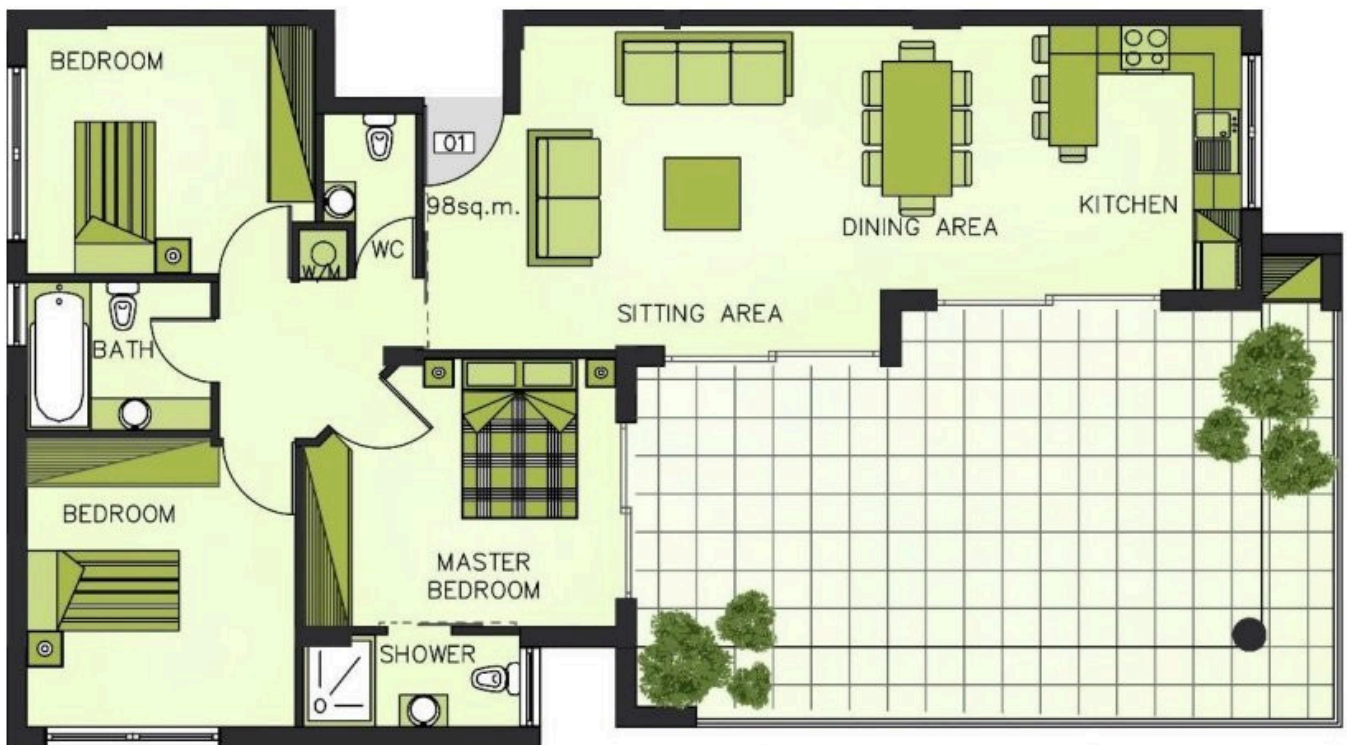 BEDROOM
01
98sq.m.
WC
W/M
KITCHEN
DINING AREA
SITTING AREA
BATH
BEDROOM
MASTER
BEDROOM
SHOWER